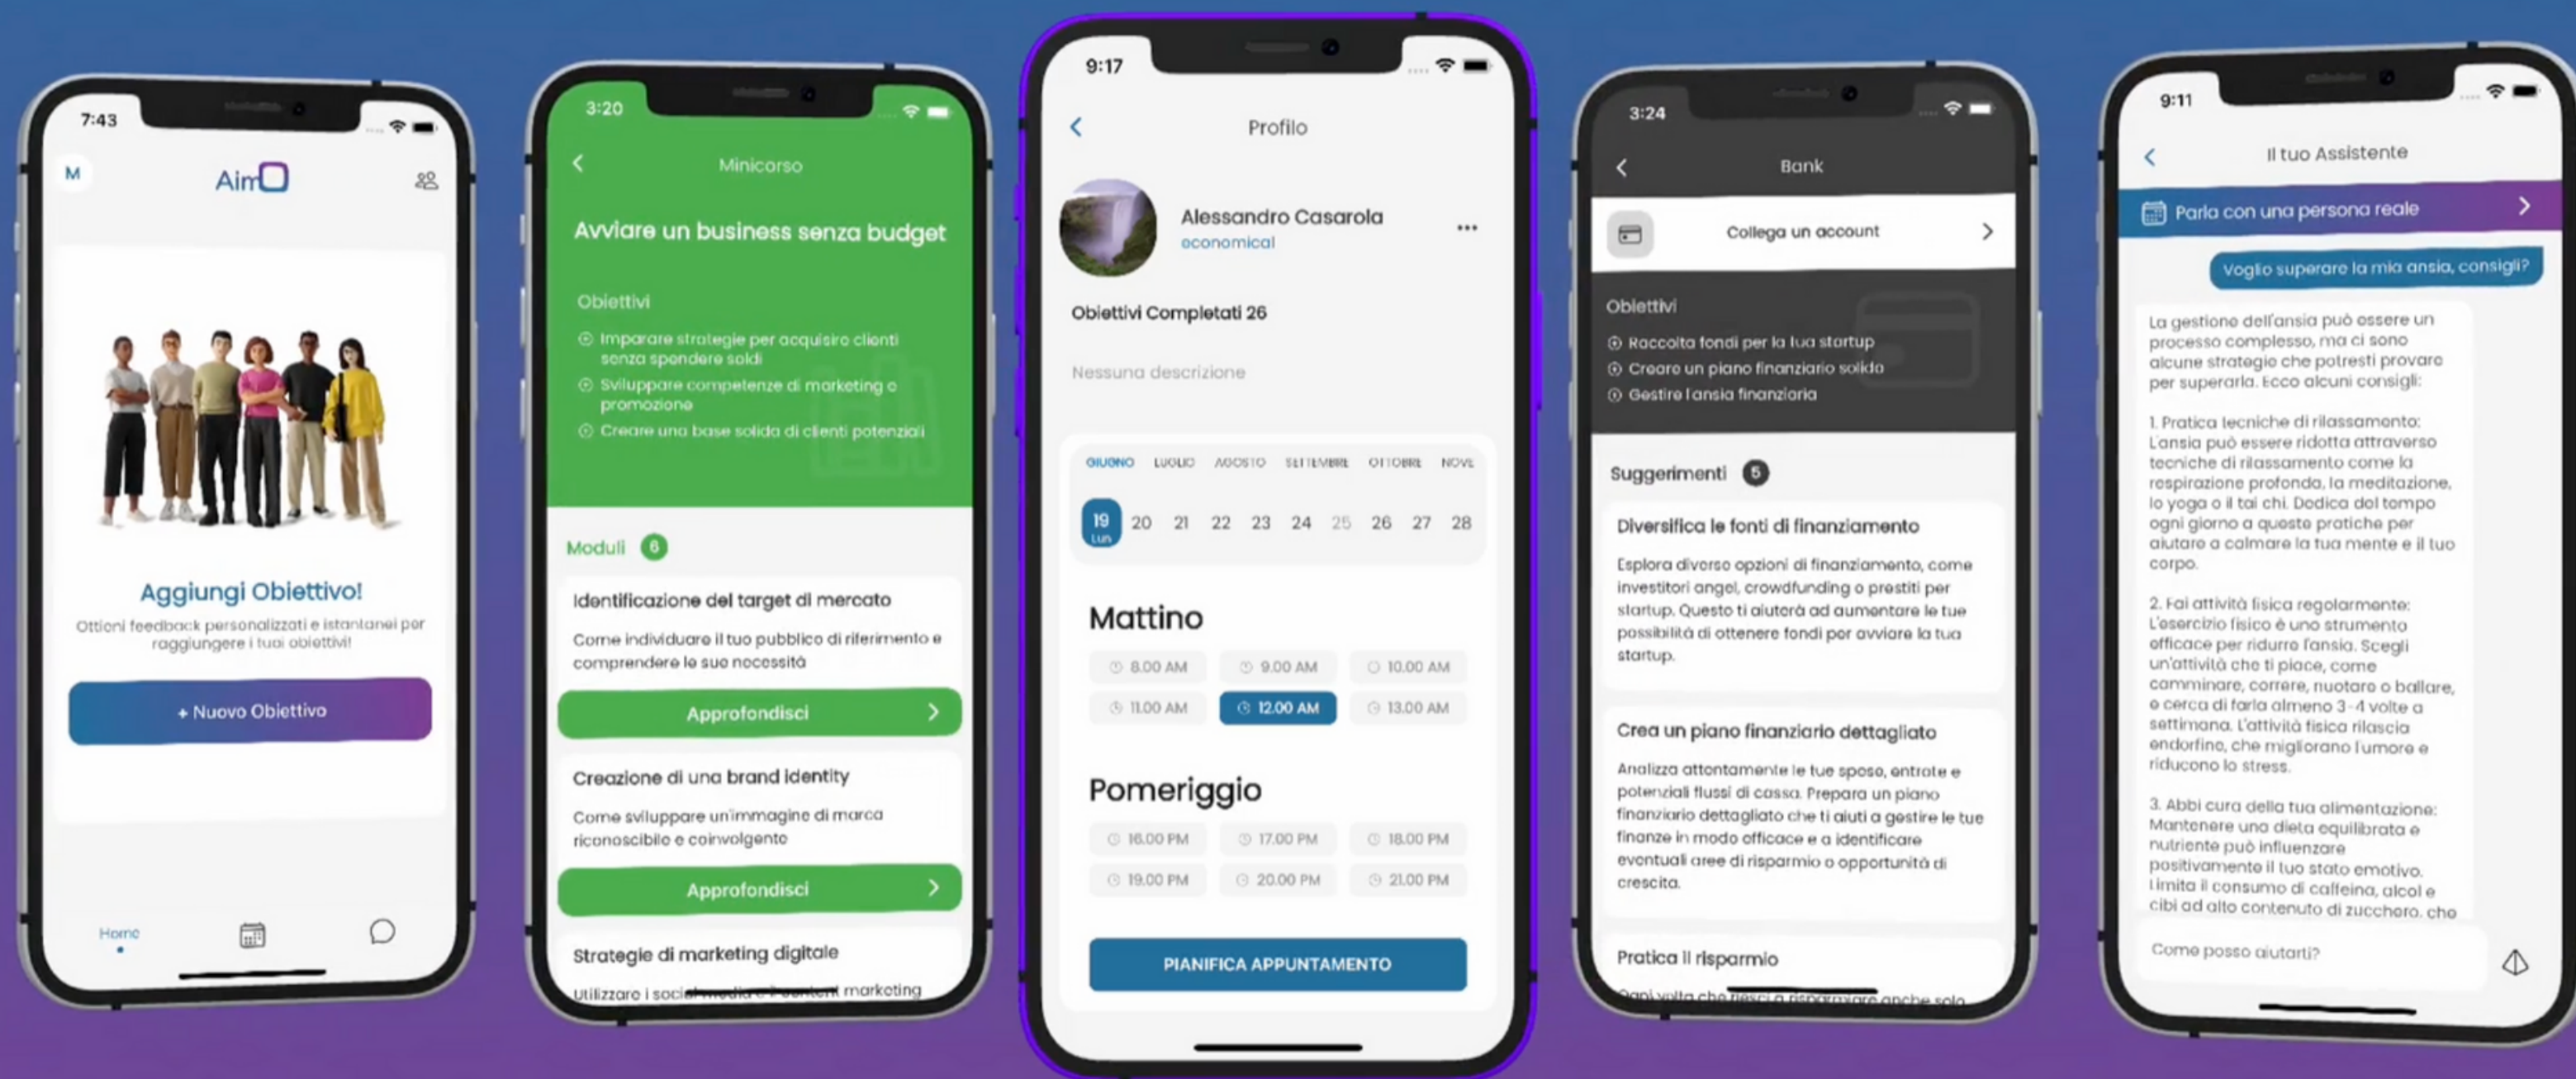 7:43
M
Aim
Aggiungi Obiettivo!
Ottieni feedback personalizzati e istantanei per
raggiungere i tuoi obiettivi!
+ Nuovo Obiettivo
Home
3:20
Minicorso
Avviare un business senza budget
Obiettivi
Imparare strategie per acquisire clienti
senza spendere soldi
Sviluppare competenze di marketing e
promozione
Creare una base solida di clienti potenziali
Moduli 6
Identificazione del target di mercato
Come individuare il tuo pubblico di riferimento e
comprendere le sue necessità
Approfondisci
Creazione di una brand identity
Come sviluppare un'immagine di marca
riconoscibile e coinvolgente
Approfondisci
Strategie di marketing digitale
Utilizzare i social media e il content marketing
9:17
Profilo
Alessandro Casarola
economical
Obiettivi Completati 26
Nessuna descrizione
GIUGNO LUGLIO AGOSTO SETTEMBRE OTTOBRE NOVE
19 20 21 22 23 24 25 26 27 28
Lun
Mattino
8.00 AM 9.00 AM 10.00 AM
11.00 AM 12.00 AM 13.00 AM
Pomeriggio
16.00 PM 17.00 PM 18.00 PM
19.00 PM 20.00 PM 21.00 PM
PIANIFICA APPUNTAMENTO
3:24
Bank
Collega un account
Obiettivi
Raccolta fondi per la tua startup
Creare un piano finanziario solido
Gestire l'ansia finanziaria
Suggerimenti 5
Diversifica le fonti di finanziamento
Esplora diverse opzioni di finanziamento, come
investitori angel, crowdfunding o prestiti per
startup. Questo ti aiuterà ad aumentare le tue
possibilità di ottenere fondi per avviare la tua
startup.
Crea un piano finanziario dettagliato
Analizza attentamente le tue spese, entrate e
potenziali flussi di cassa. Prepara un piano
finanziario dettagliato che ti aiuti a gestire le tue
finanze in modo efficace e a identificare
eventuali aree di risparmio o opportunità di
crescita.
Pratica il risparmio
Ogni volta che riesci a risparmiare anche solo
9:11
Il tuo Assistente
Parla con una persona reale
Voglio superare la mia ansia, consigli?
La gestione dell'ansia può essere un
processo complesso, ma ci sono
alcune strategie che potresti provare
per superarla. Ecco alcuni consigli:
1. Pratica tecniche di rilassamento:
L'ansia può essere ridotta attraverso
tecniche di rilassamento come la
respirazione profonda, la meditazione,
lo yoga o il tai chi. Dedica del tempo
ogni giorno a queste pratiche per
aiutare a calmare la tua mente e il tuo
corpo.
2. Fai attività fisica regolarmente:
L'esercizio fisico è uno strumento
efficace per ridurre l'ansia. Scegli
un'attività che ti piace, come
camminare, correre, nuotare o ballare,
e cerca di farla almeno 3-4 volte a
settimana. L'attività fisica rilascia
endorfine, che migliorano l'umore e
riducono lo stress.
3. Abbi cura della tua alimentazione:
Mantenere una dieta equilibrata e
nutriente può influenzare
positivamente il tuo stato emotivo.
Limita il consumo di caffeina, alcol e
cibi ad alto contenuto di zucchero, che
Come posso aiutarti?